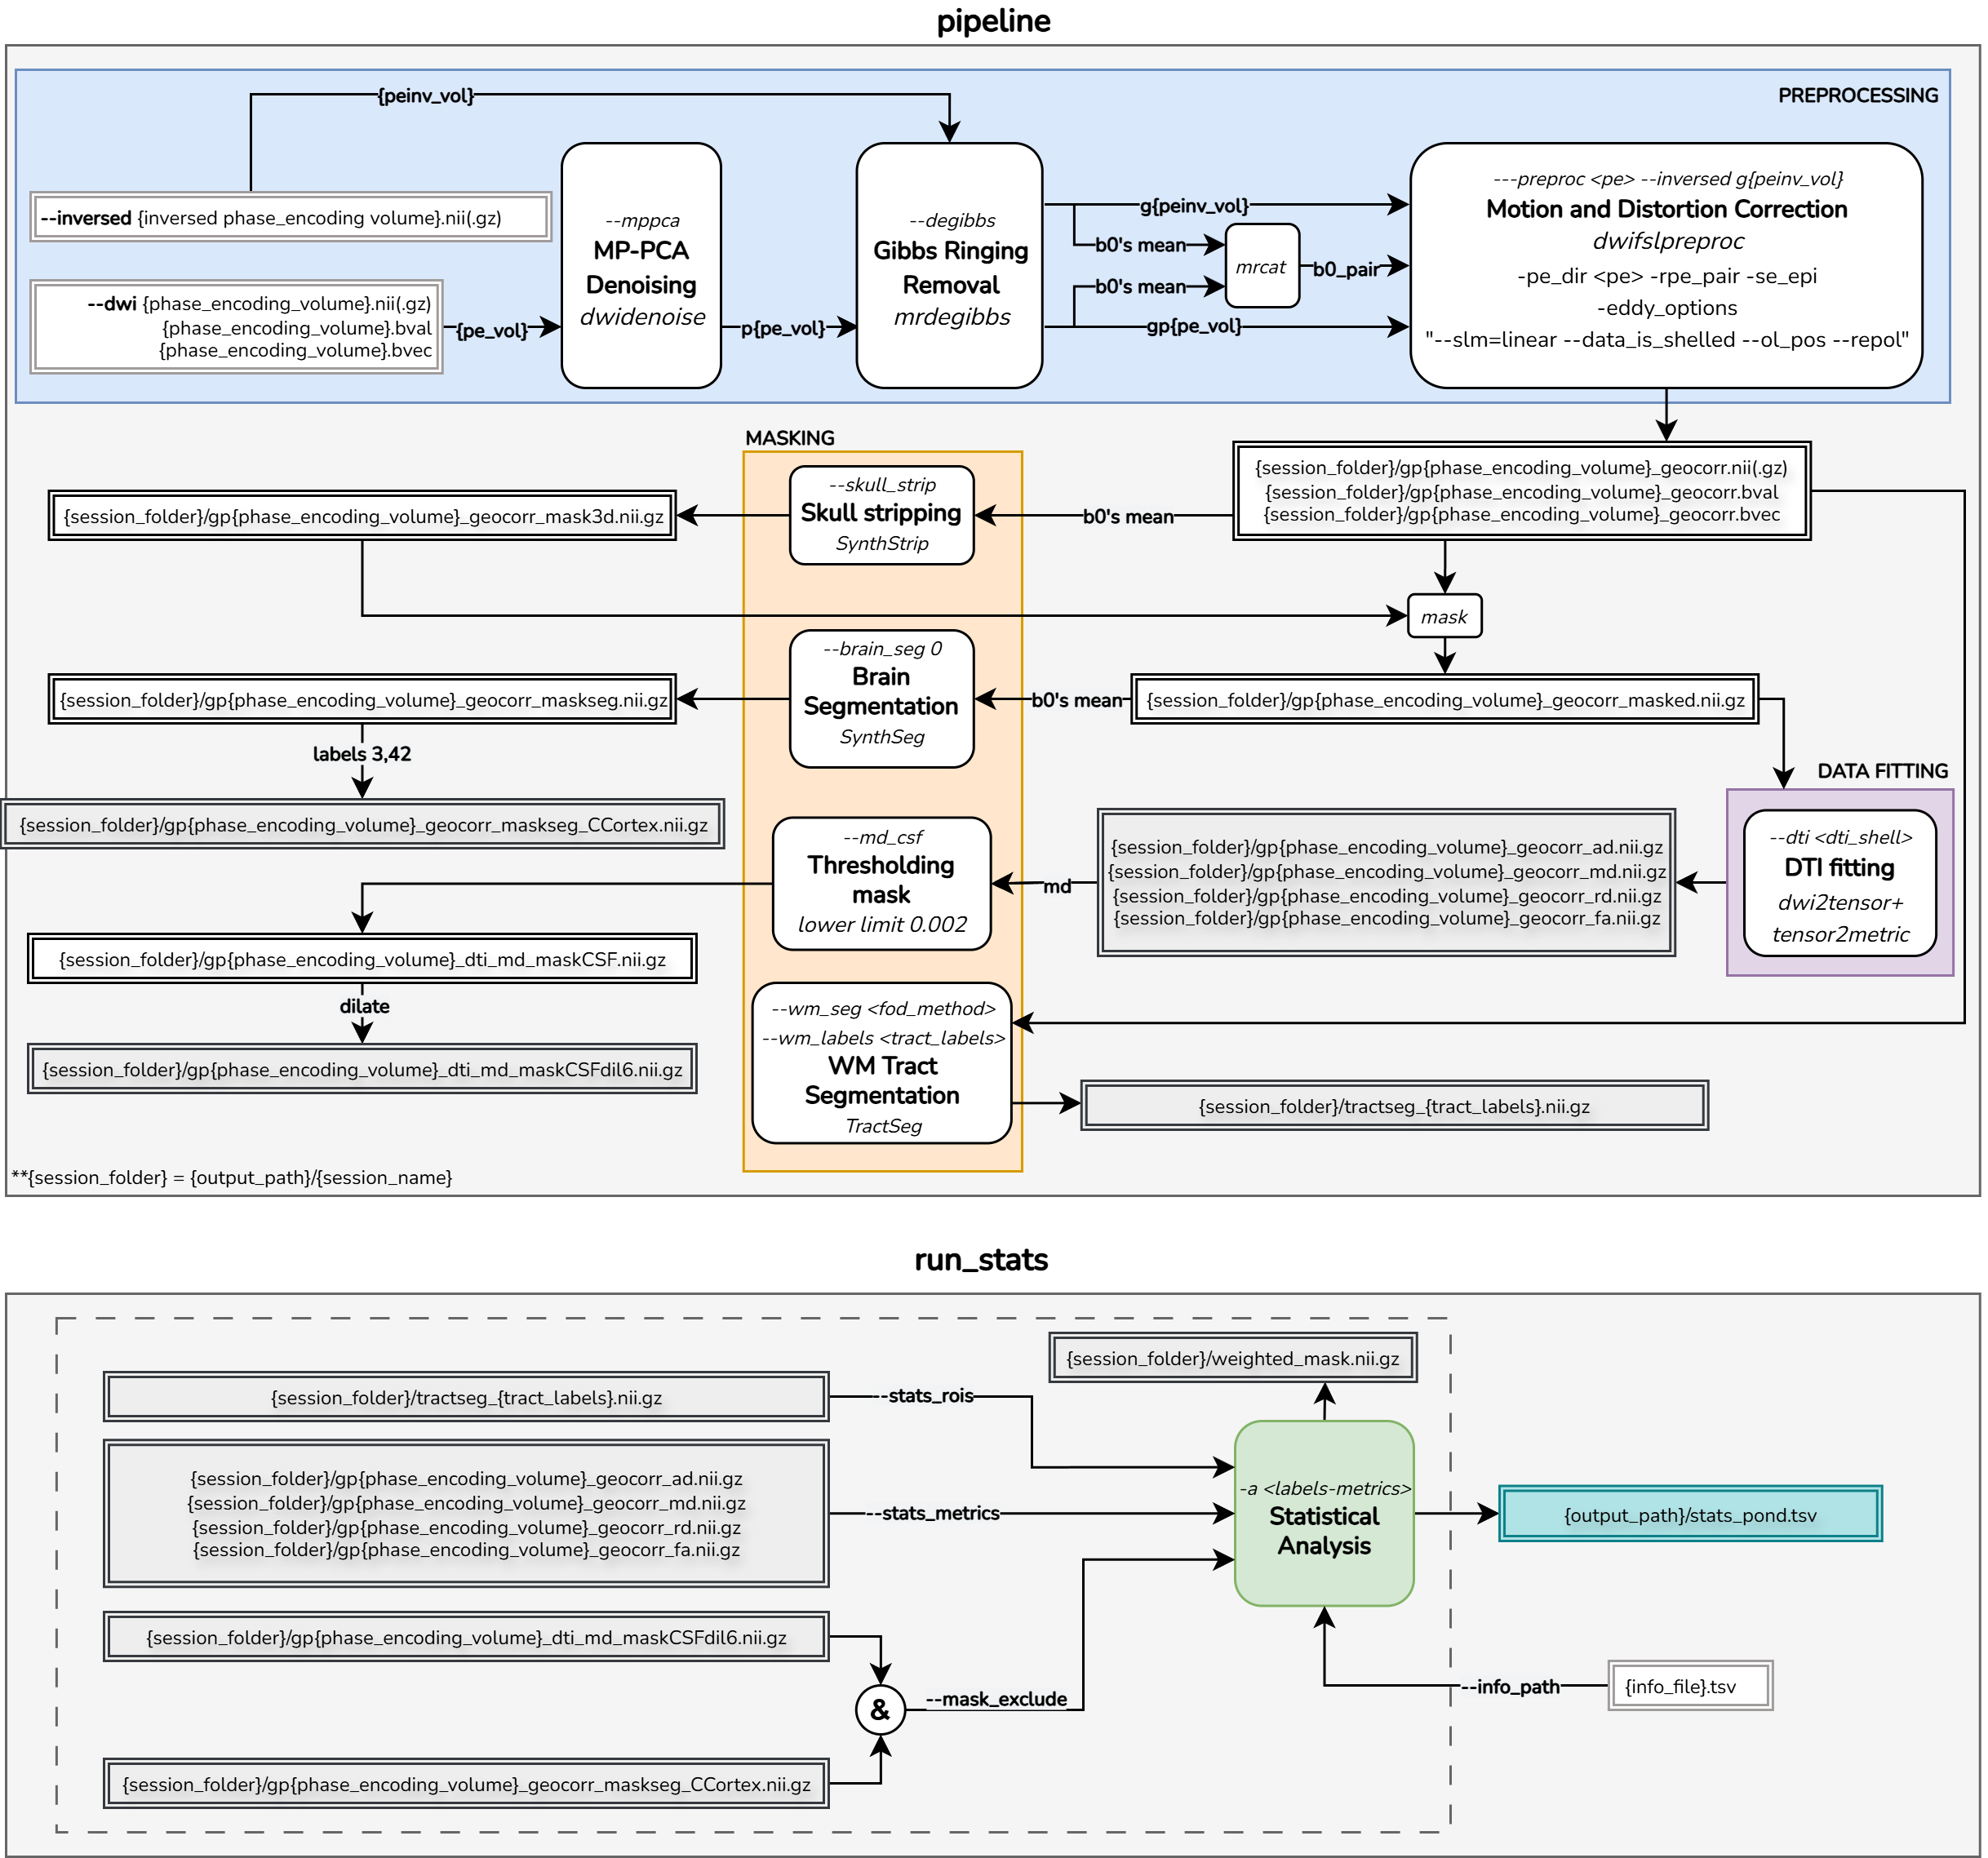 pipeline
PREPROCESSING
{peinv_vol}
--inversed {inversed phase_encoding volume}.nii(.gz)
--dwi {phase_encoding_volume}.nii(.gz)
{phase_encoding_volume}.bval
{phase_encoding_volume}.bvec
{pe_vol}
--mppca
MP-PCA
Denoising
dwidenoise
p{pe_vol}
--degibbs
Gibbs Ringing
Removal
mrdegibbs
g{peinv_vol}
b0's mean
b0's mean
gp{pe_vol}
mrcat
b0_pair
---preproc <pe> --inversed g{peinv_vol}
Motion and Distortion Correction
dwifslpreproc
-pe_dir <pe> -rpe_pair -se_epi
-eddy_options
"--slm=linear --data_is_shelled --ol_pos --repol"
MASKING
{session_folder}/gp{phase_encoding_volume}_geocorr.nii(.gz)
{session_folder}/gp{phase_encoding_volume}_geocorr.bval
{session_folder}/gp{phase_encoding_volume}_geocorr.bvec
b0's mean
--skull_strip
Skull stripping
SynthStrip
{session_folder}/gp{phase_encoding_volume}_geocorr_mask3d.nii.gz
mask
{session_folder}/gp{phase_encoding_volume}_geocorr_masked.nii.gz
b0's mean
--brain_seg 0
Brain
Segmentation
SynthSeg
{session_folder}/gp{phase_encoding_volume}_geocorr_maskseg.nii.gz
labels 3,42
{session_folder}/gp{phase_encoding_volume}_geocorr_maskseg_CCortex.nii.gz
DATA FITTING
--dti <dti_shell>
DTI fitting
dwi2tensor+
tensor2metric
{session_folder}/gp{phase_encoding_volume}_geocorr_ad.nii.gz
{session_folder}/gp{phase_encoding_volume}_geocorr_md.nii.gz
{session_folder}/gp{phase_encoding_volume}_geocorr_rd.nii.gz
{session_folder}/gp{phase_encoding_volume}_geocorr_fa.nii.gz
md
--md_csf
Thresholding
mask
lower limit 0.002
{session_folder}/gp{phase_encoding_volume}_dti_md_maskCSF.nii.gz
dilate
{session_folder}/gp{phase_encoding_volume}_dti_md_maskCSFdil6.nii.gz
--wm_seg <fod_method>
--wm_labels <tract_labels>
WM Tract
Segmentation
TractSeg
{session_folder}/tractseg_{tract_labels}.nii.gz
**{session_folder} = {output_path}/{session_name}
run_stats
{session_folder}/weighted_mask.nii.gz
{session_folder}/tractseg_{tract_labels}.nii.gz
--stats_rois
{session_folder}/gp{phase_encoding_volume}_geocorr_ad.nii.gz
{session_folder}/gp{phase_encoding_volume}_geocorr_md.nii.gz
{session_folder}/gp{phase_encoding_volume}_geocorr_rd.nii.gz
{session_folder}/gp{phase_encoding_volume}_geocorr_fa.nii.gz
--stats_metrics
-a <labels-metrics>
Statistical
Analysis
{output_path}/stats_pond.tsv
{session_folder}/gp{phase_encoding_volume}_dti_md_maskCSFdil6.nii.gz
&
--mask_exclude
--info_path
{info_file}.tsv
{session_folder}/gp{phase_encoding_volume}_geocorr_maskseg_CCortex.nii.gz